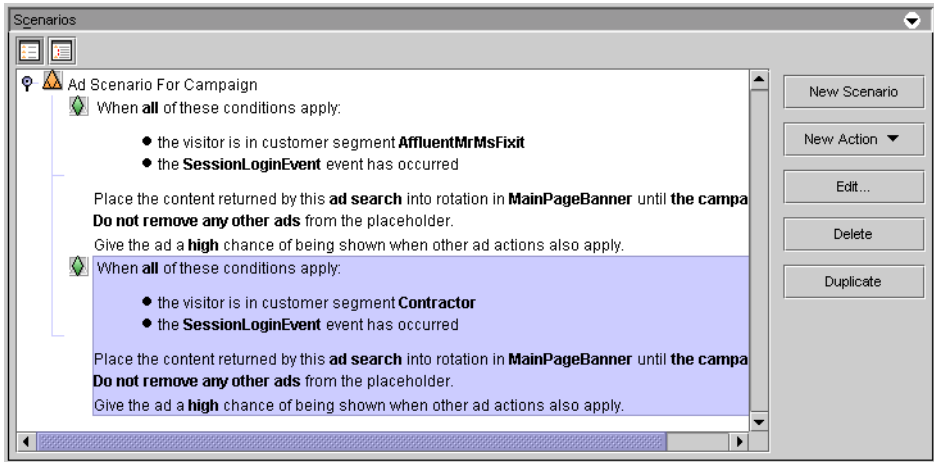 Scenarios
Ad Scenario For Campaign
When all of these conditions apply:
the visitor is in customer segment AffluentMrMsFixit
the SessionLoginEvent event has occurred
Place the content returned by this ad search into rotation in MainPageBanner until the campa
Do not remove any other ads from the placeholder.
Give the ad a high chance of being shown when other ad actions also apply.
When all of these conditions apply:
the visitor is in customer segment Contractor
the SessionLoginEvent event has occurred
Place the content returned by this ad search into rotation in MainPageBanner until the campa
Do not remove any other ads from the placeholder.
Give the ad a high chance of being shown when other ad actions also apply.
New Scenario
New Action
Edit...
Delete
Duplicate